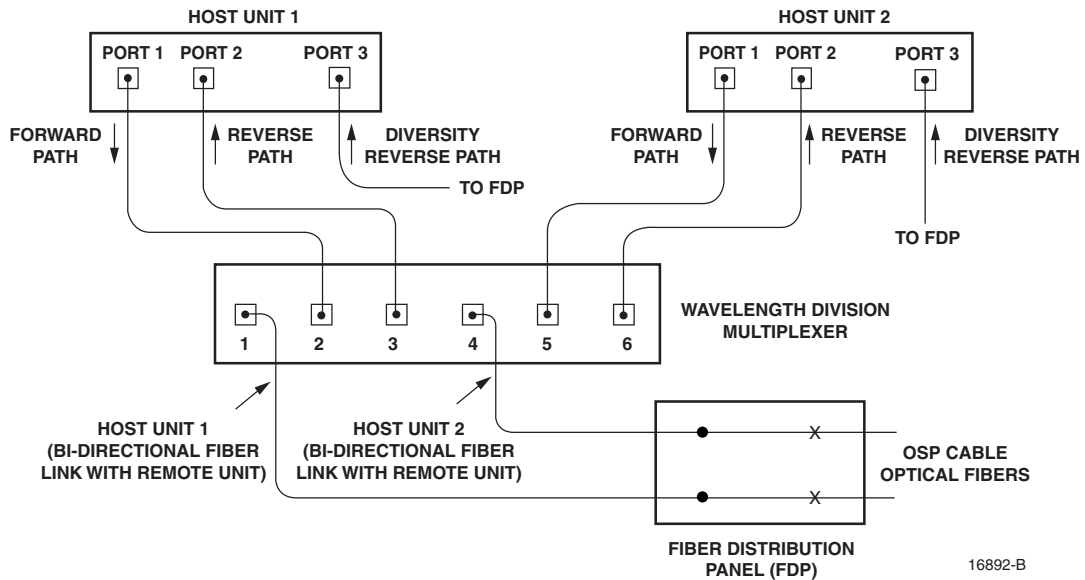 HOST UNIT 1
PORT 1 PORT 2 PORT 3
FORWARD
PATH
REVERSE
PATH
DIVERSITY
REVERSE PATH
TO FDP
HOST UNIT 2
PORT 1 PORT 2 PORT 3
FORWARD
PATH
REVERSE
PATH
DIVERSITY
REVERSE PATH
TO FDP
WAVELENGTH DIVISION
MULTIPLEXER
1 2 3 4 5 6
HOST UNIT 1
(BI-DIRECTIONAL FIBER
LINK WITH REMOTE UNIT)
HOST UNIT 2
(BI-DIRECTIONAL FIBER
LINK WITH REMOTE UNIT)
X
X
OSP CABLE
OPTICAL FIBERS
FIBER DISTRIBUTION
PANEL (FDP)
16892-B